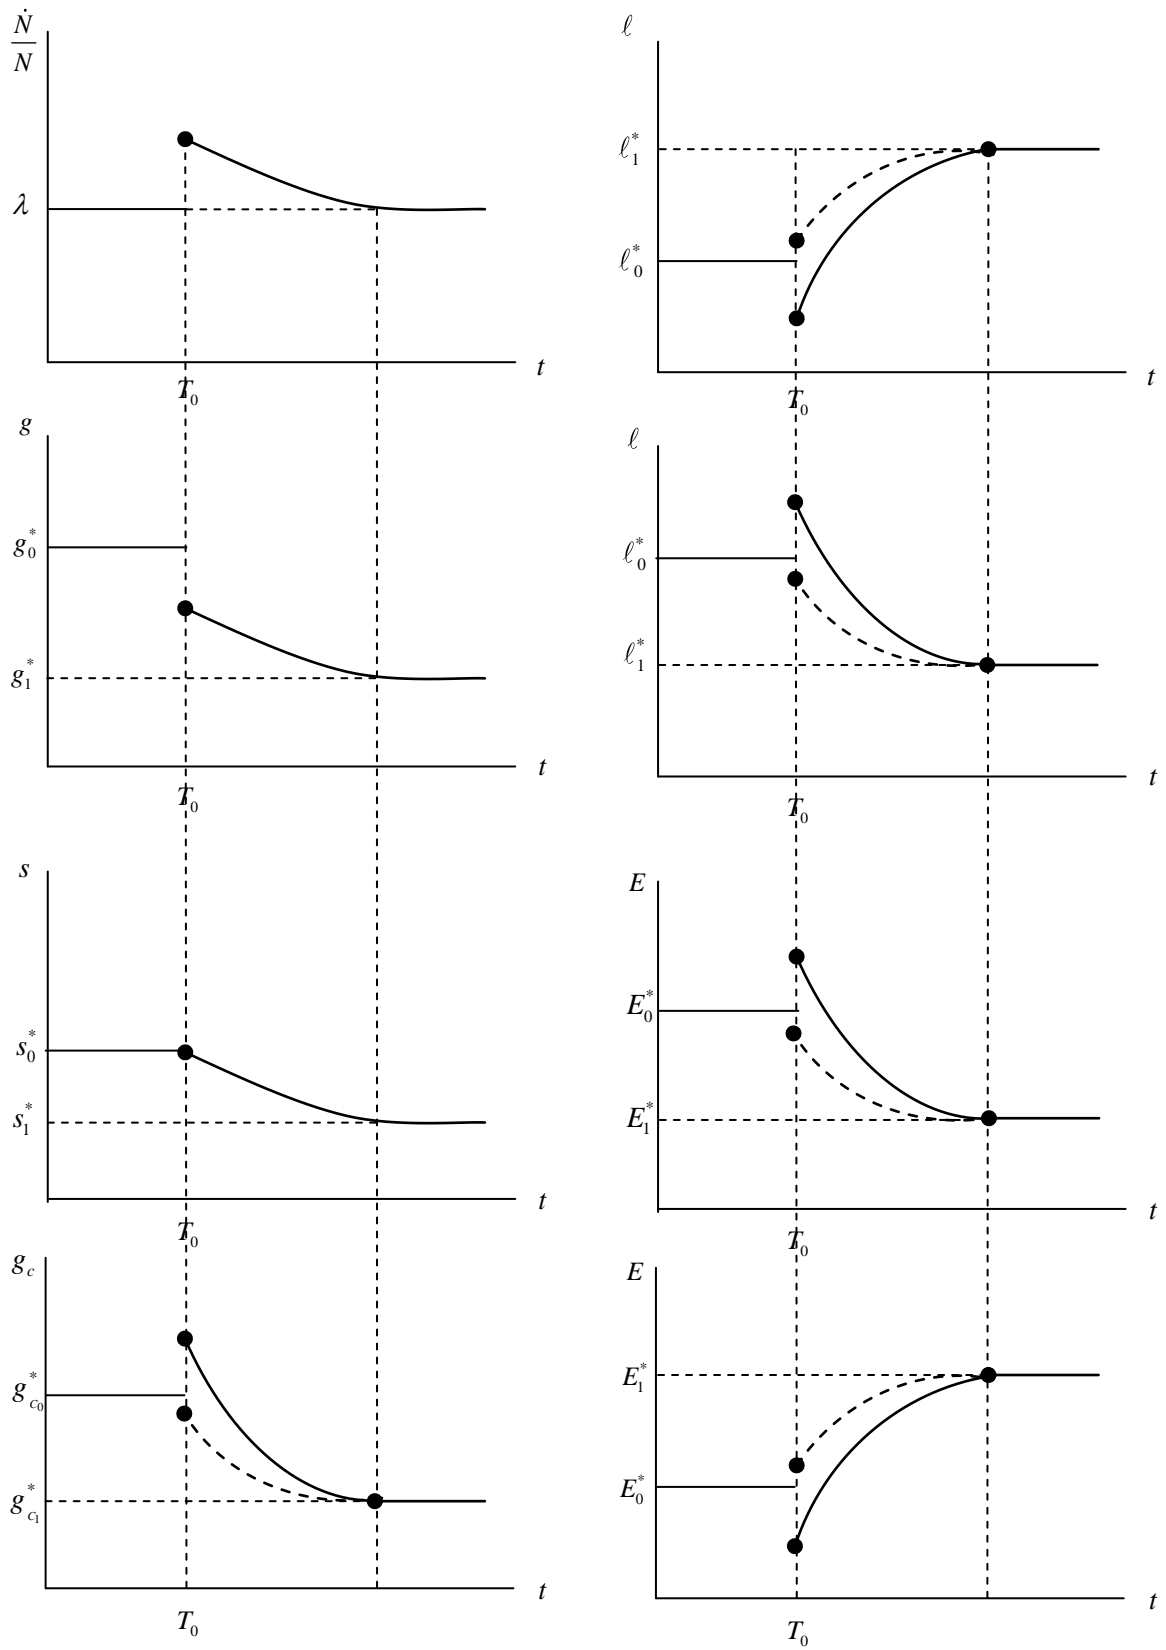 Ṅ/N
λ
t
T₀
g
g₀*
g₁*
t
T₀
s
s₀*
s₁*
t
T₀
g_c
g*_c₀
g*_c₁
t
T₀
ℓ
ℓ₁*
ℓ₀*
t
T₀
ℓ
ℓ₀*
ℓ₁*
t
T₀
E
E₀*
E₁*
t
T₀
E
E₁*
E₀*
t
T₀